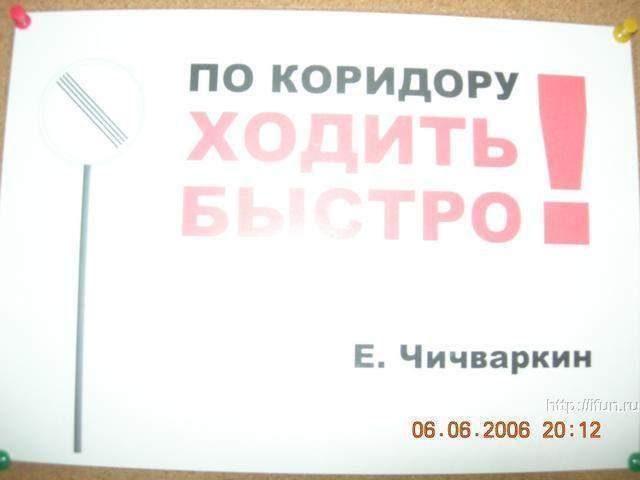 ПО КОРИДОРУ
ХОДИТЬ
БЫСТРО!
Е. Чичваркин
http://ifun.ru
06.06.2006 20:12